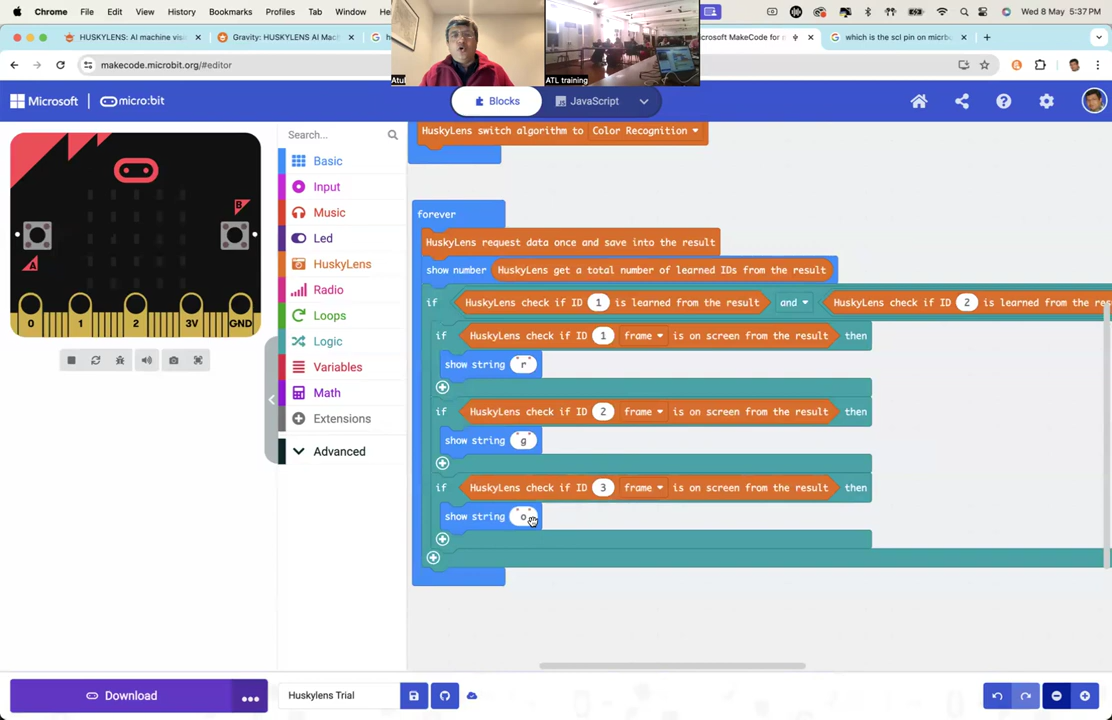 Chrome File Edit View History Bookmarks Profiles Tab Window Wed 8 May 5:37 PM
HUSKYLENS: AI machine vis Gravity: HUSKYLENS AI Mac Microsoft MakeCode for which is the scl pin on micrb
makecode.microbit.org/#editor
Atul
ATL training
Microsoft micro:bit Blocks JavaScript
Search...
Basic
Input
Music
Led
HuskyLens
Radio
Loops
Logic
Variables
Math
Extensions
Advanced
A
B
0 1 2 3V GND
HuskyLens switch algorithm to Color Recognition
forever
HuskyLens request data once and save into the result
show number HuskyLens get a total number of learned IDs from the result
if HuskyLens check if ID 1 is learned from the result and HuskyLens check if ID 2 is learned from the res
if HuskyLens check if ID 1 frame is on screen from the result then
show string "r"
if HuskyLens check if ID 2 frame is on screen from the result then
show string "g"
if HuskyLens check if ID 3 frame is on screen from the result then
show string "o"
Download ... Huskylens Trial